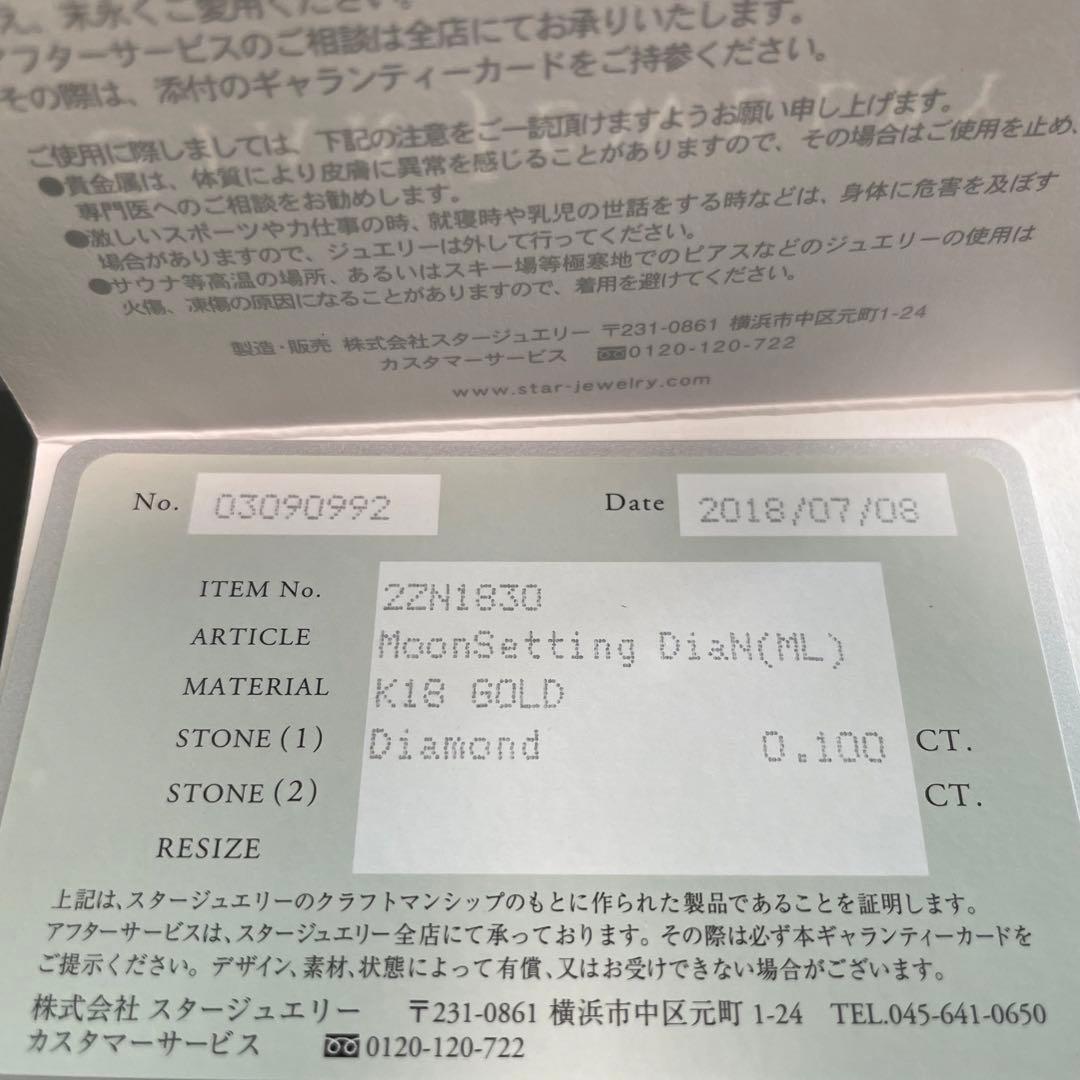 え、末永くご愛用ください。
アフターサービスのご相談は全店にてお承りいたします。
その際は、添付のギャランティーカードをご持参ください。
ご使用に際しましては、下記の注意をご一読頂けますようお願い申し上げます。
●貴金属は、体質により皮膚に異常を感じることがありますので、その場合はご使用を止め、
専門医へのご相談をお勧めします。
●激しいスポーツや力仕事の時、就寝時や乳児の世話をする時などは、身体に危害を及ぼす
場合がありますので、ジュエリーは外して行ってください。
●サウナ等高温の場所、あるいはスキー場等極寒地でのピアスなどのジュエリーの使用は
火傷、凍傷の原因になることがありますので、着用を避けてください。
製造・販売 株式会社スタージュエリー 〒231-0861 横浜市中区元町1-24
カスタマーサービス 0120-120-722
www.star-jewelry.com
No. 03090992 Date 2018/07/08
ITEM No. 2ZN1830
ARTICLE MoonSetting DiaN(ML)
MATERIAL K18 GOLD
STONE (1) Diamond 0.100 CT.
STONE (2) CT.
RESIZE
上記は、スタージュエリーのクラフトマンシップのもとに作られた製品であることを証明します。
アフターサービスは、スタージュエリー全店にて承っております。その際は必ず本ギャランティーカードを
ご提示ください。デザイン、素材、状態によって有償、又はお受けできない場合がございます。
株式会社 スタージュエリー 〒231-0861 横浜市中区元町 1-24 TEL.045-641-0650
カスタマーサービス 0120-120-722